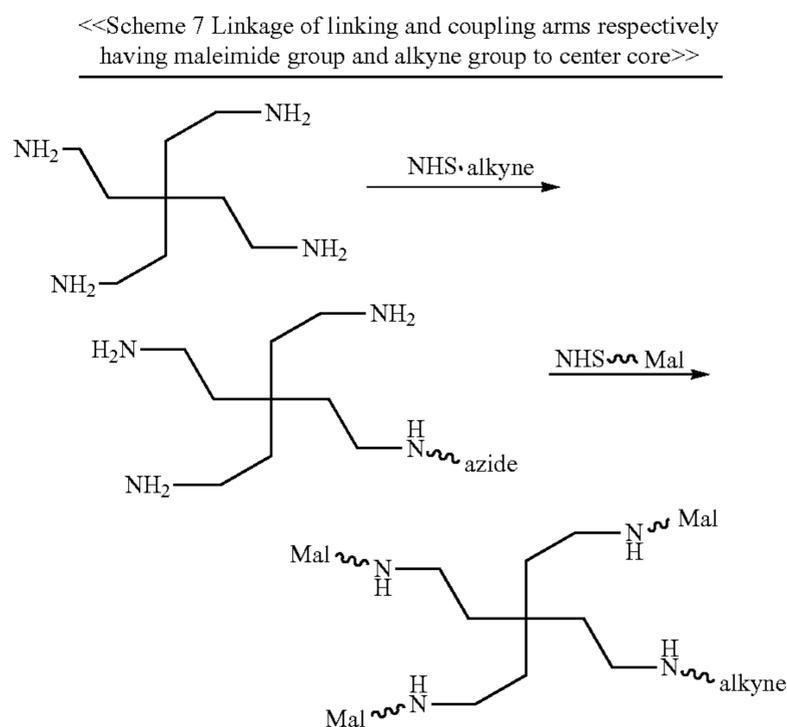 <<Scheme 7 Linkage of linking and coupling arms respectively
having maleimide group and alkyne group to center core>>
NH2
NH2
NHS·alkyne
NH2
NH2
NH2
H2N
NHS Mal
H
N
azide
NH2
Mal
N
H
Mal
N
H
H
N
alkyne
H
N
Mal